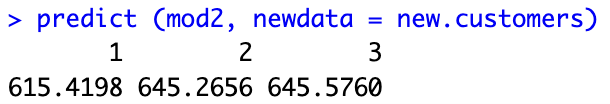 > predict (mod2, newdata = new.customers)
1 2 3
615.4198 645.2656 645.5760